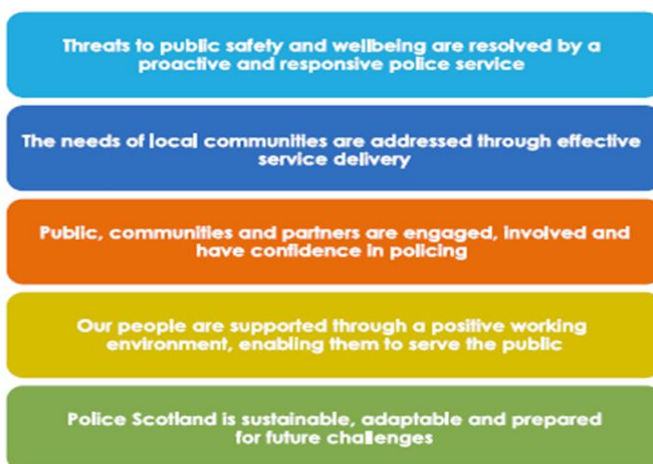 Threats to public safety and wellbeing are resolved by a
proactive and responsive police service
The needs of local communities are addressed through effective
service delivery
Public, communities and partners are engaged, involved and
have confidence in policing
Our people are supported through a positive working
environment, enabling them to serve the public
Police Scotland is sustainable, adaptable and prepared
for future challenges